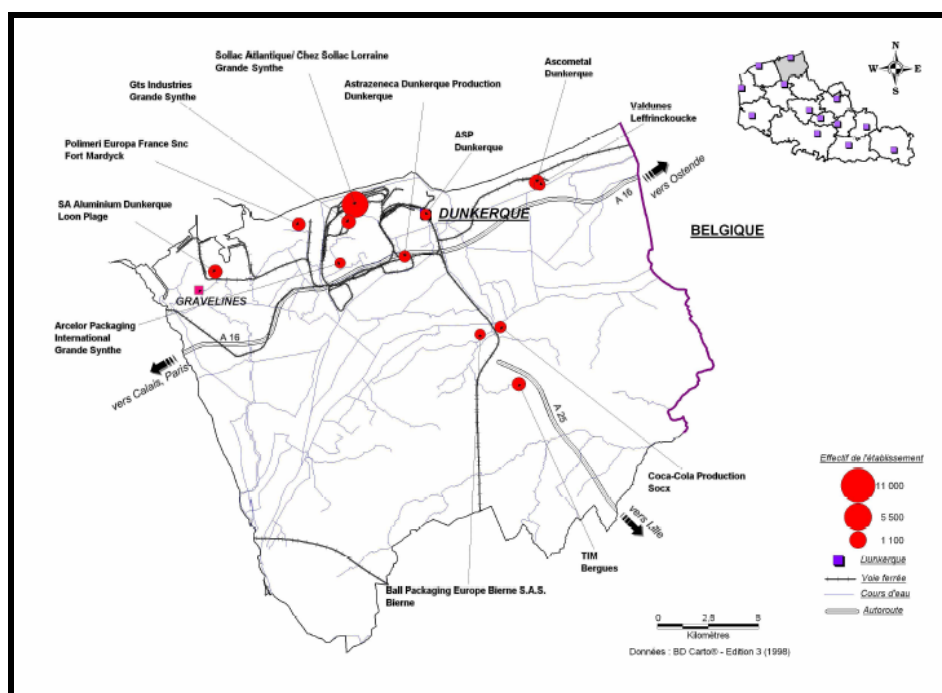 Sollac Atlantique/ Chez Sollac Lorraine
Grande Synthe
Gts Industries
Grande Synthe
Astrazeneca Dunkerque Production
Dunkerque
Ascometal
Dunkerque
Valdunes
Leffrinckoucke
Polimeri Europa France Snc
Fort Mardyck
ASP
Dunkerque
SA Aluminium Dunkerque
Loon Plage
N
W
E
S
vers Ostende
A 16
DUNKERQUE
BELGIQUE
GRAVELINES
Arcelor Packaging
International
Grande Synthe
A 16
vers Calais, Paris
A 25
vers Lille
Coca-Cola Production
Socx
TIM
Bergues
Ball Packaging Europe Bierne S.A.S.
Bierne
Effectif de l'établissement
11 000
5 500
1 100
Dunkerque
Voie ferrée
Cours d'eau
Autoroute
0 2,5 5
Kilomètres
Données : BD Carto® - Edition 3 (1998)